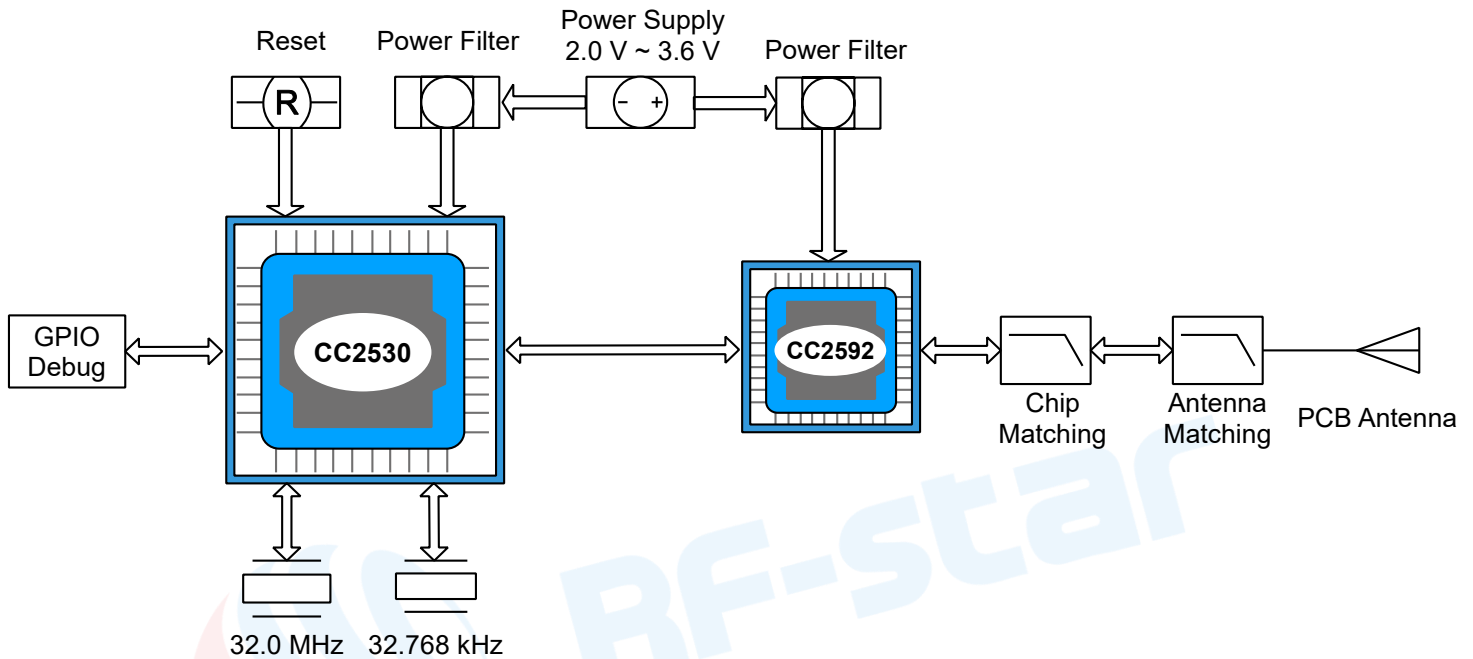 Reset
Power Filter
Power Supply
2.0 V ~ 3.6 V
Power Filter
R
- +
GPIO
Debug
CC2530
CC2592
Chip
Matching
Antenna
Matching
PCB Antenna
RF-star
32.0 MHz
32.768 kHz